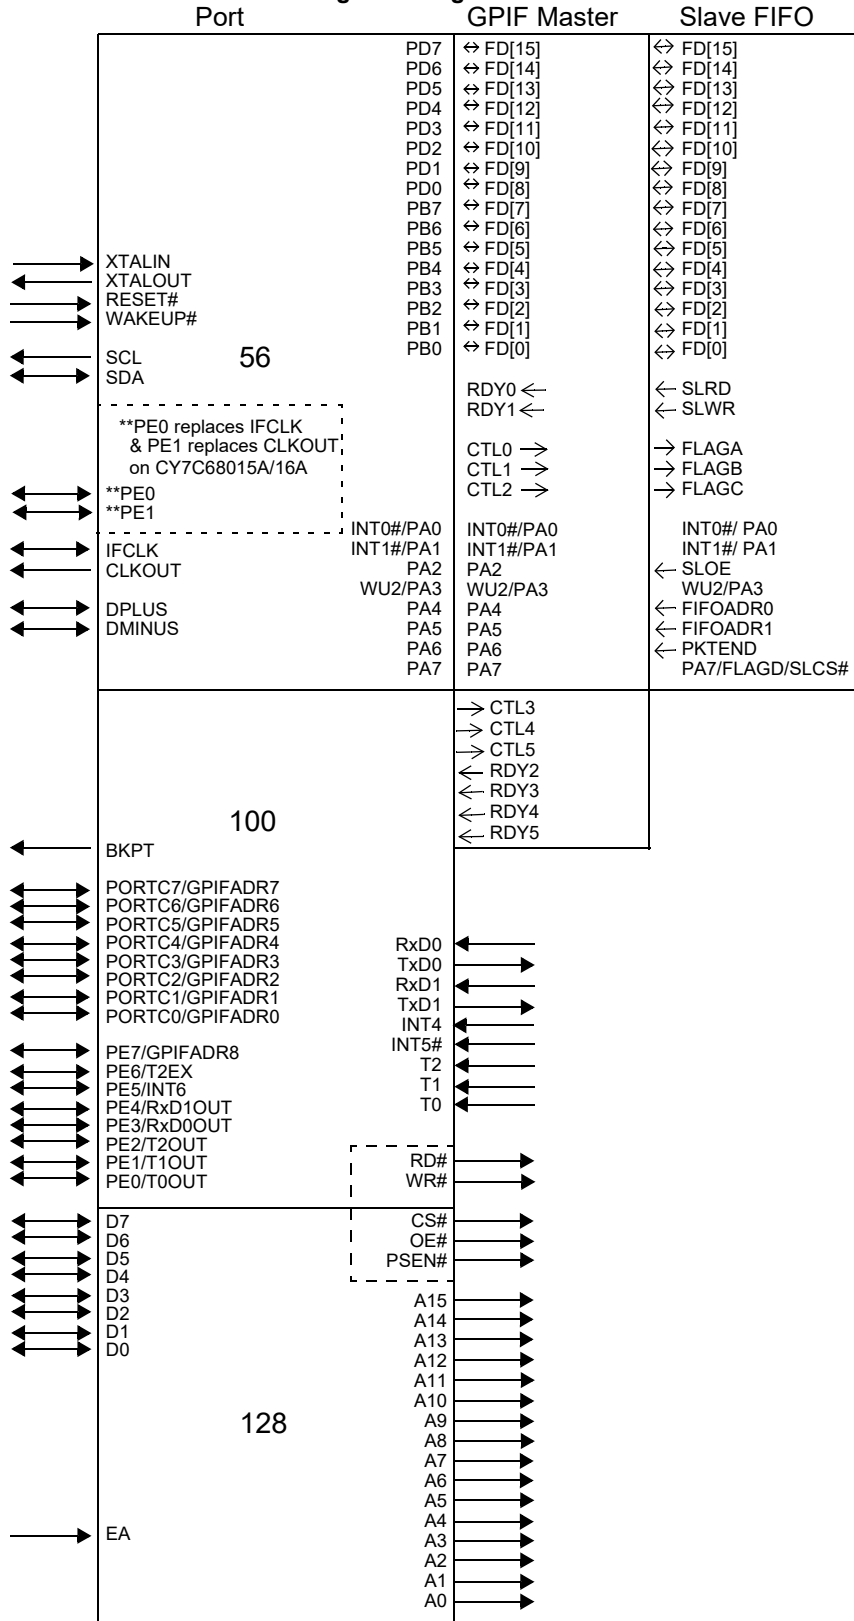 Port GPIF Master Slave FIFO
PD7 FD[15] FD[15]
PD6 FD[14] FD[14]
PD5 FD[13] FD[13]
PD4 FD[12] FD[12]
PD3 FD[11] FD[11]
PD2 FD[10] FD[10]
PD1 FD[9] FD[9]
PD0 FD[8] FD[8]
PB7 FD[7] FD[7]
PB6 FD[6] FD[6]
PB5 FD[5] FD[5]
XTALIN PB4 FD[4] FD[4]
XTALOUT PB3 FD[3] FD[3]
RESET# PB2 FD[2] FD[2]
WAKEUP# PB1 FD[1] FD[1]
SCL 56 PB0 FD[0] FD[0]
SDA
RDY0 SLRD
RDY1 SLWR
**PE0 replaces IFCLK
& PE1 replaces CLKOUT CTL0 FLAGA
on CY7C68015A/16A CTL1 FLAGB
**PE0 CTL2 FLAGC
**PE1
INT0#/PA0 INT0#/PA0 INT0#/ PA0
IFCLK INT1#/PA1 INT1#/PA1 INT1#/ PA1
CLKOUT PA2 PA2 SLOE
WU2/PA3 WU2/PA3 WU2/PA3
DPLUS PA4 PA4 FIFOADR0
DMINUS PA5 PA5 FIFOADR1
PA6 PA6 PKTEND
PA7 PA7 PA7/FLAGD/SLCS#
CTL3
CTL4
CTL5
RDY2
RDY3
100 RDY4
RDY5
BKPT
PORTC7/GPIFADR7
PORTC6/GPIFADR6
PORTC5/GPIFADR5
PORTC4/GPIFADR4 RxD0
PORTC3/GPIFADR3 TxD0
PORTC2/GPIFADR2 RxD1
PORTC1/GPIFADR1 TxD1
PORTC0/GPIFADR0 INT4
INT5#
PE7/GPIFADR8 T2
PE6/T2EX T1
PE5/INT6 T0
PE4/RxD1OUT
PE3/RxD0OUT
PE2/T2OUT
PE1/T1OUT RD#
PE0/T0OUT WR#
D7 CS#
D6 OE#
D5 PSEN#
D4
D3 A15
D2 A14
D1 A13
D0 A12
A11
A10
128 A9
A8
A7
A6
A5
A4
EA A3
A2
A1
A0